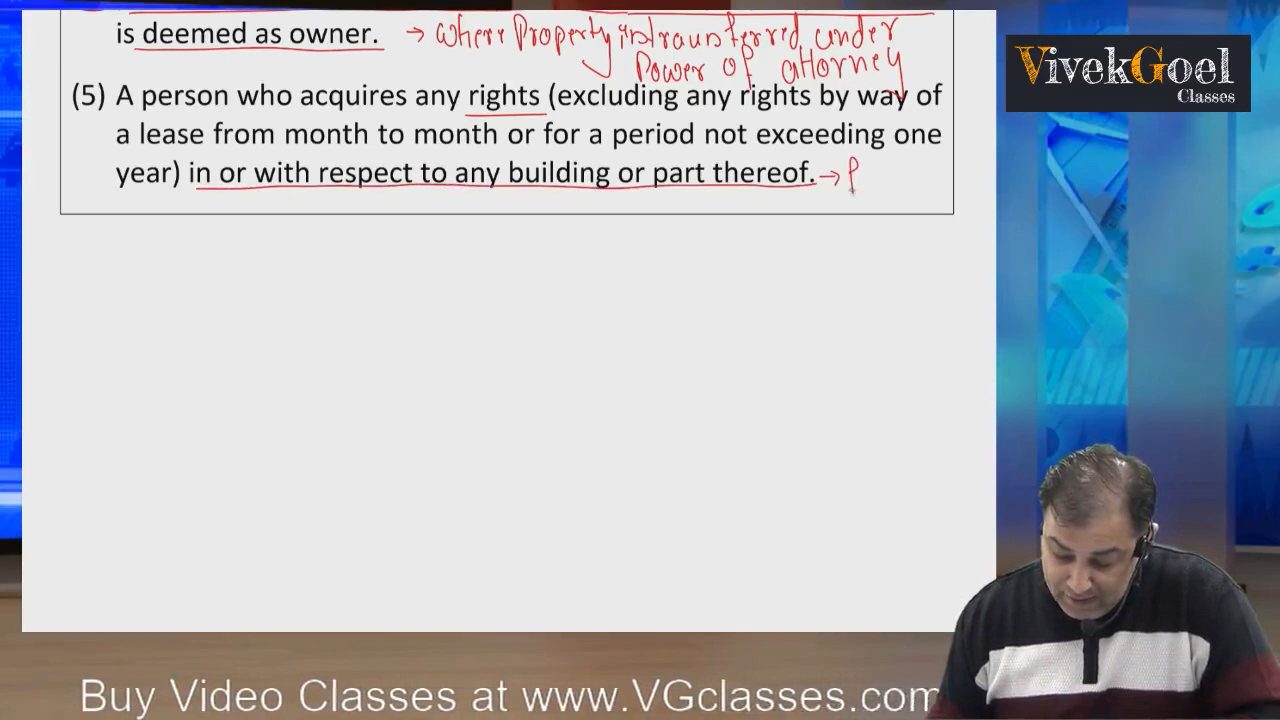 is deemed as owner. → where Property is transferred under
Power of attorney
(5) A person who acquires any rights (excluding any rights by way of
a lease from month to month or for a period not exceeding one
year) in or with respect to any building or part thereof. → P
VivekGoel
Classes
Buy Video Classes at www.VGclasses.com